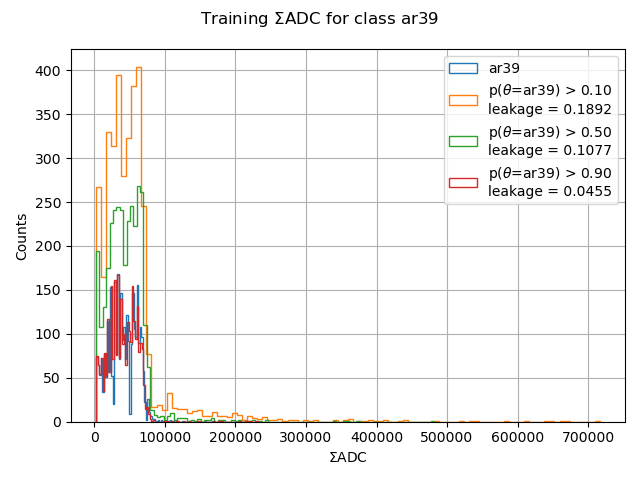 Training ΣADC for class ar39
ar39
p(θ=ar39) > 0.10
leakage = 0.1892
p(θ=ar39) > 0.50
leakage = 0.1077
p(θ=ar39) > 0.90
leakage = 0.0455
Counts
400
350
300
250
200
150
100
50
0
0 100000 200000 300000 400000 500000 600000 700000
ΣADC